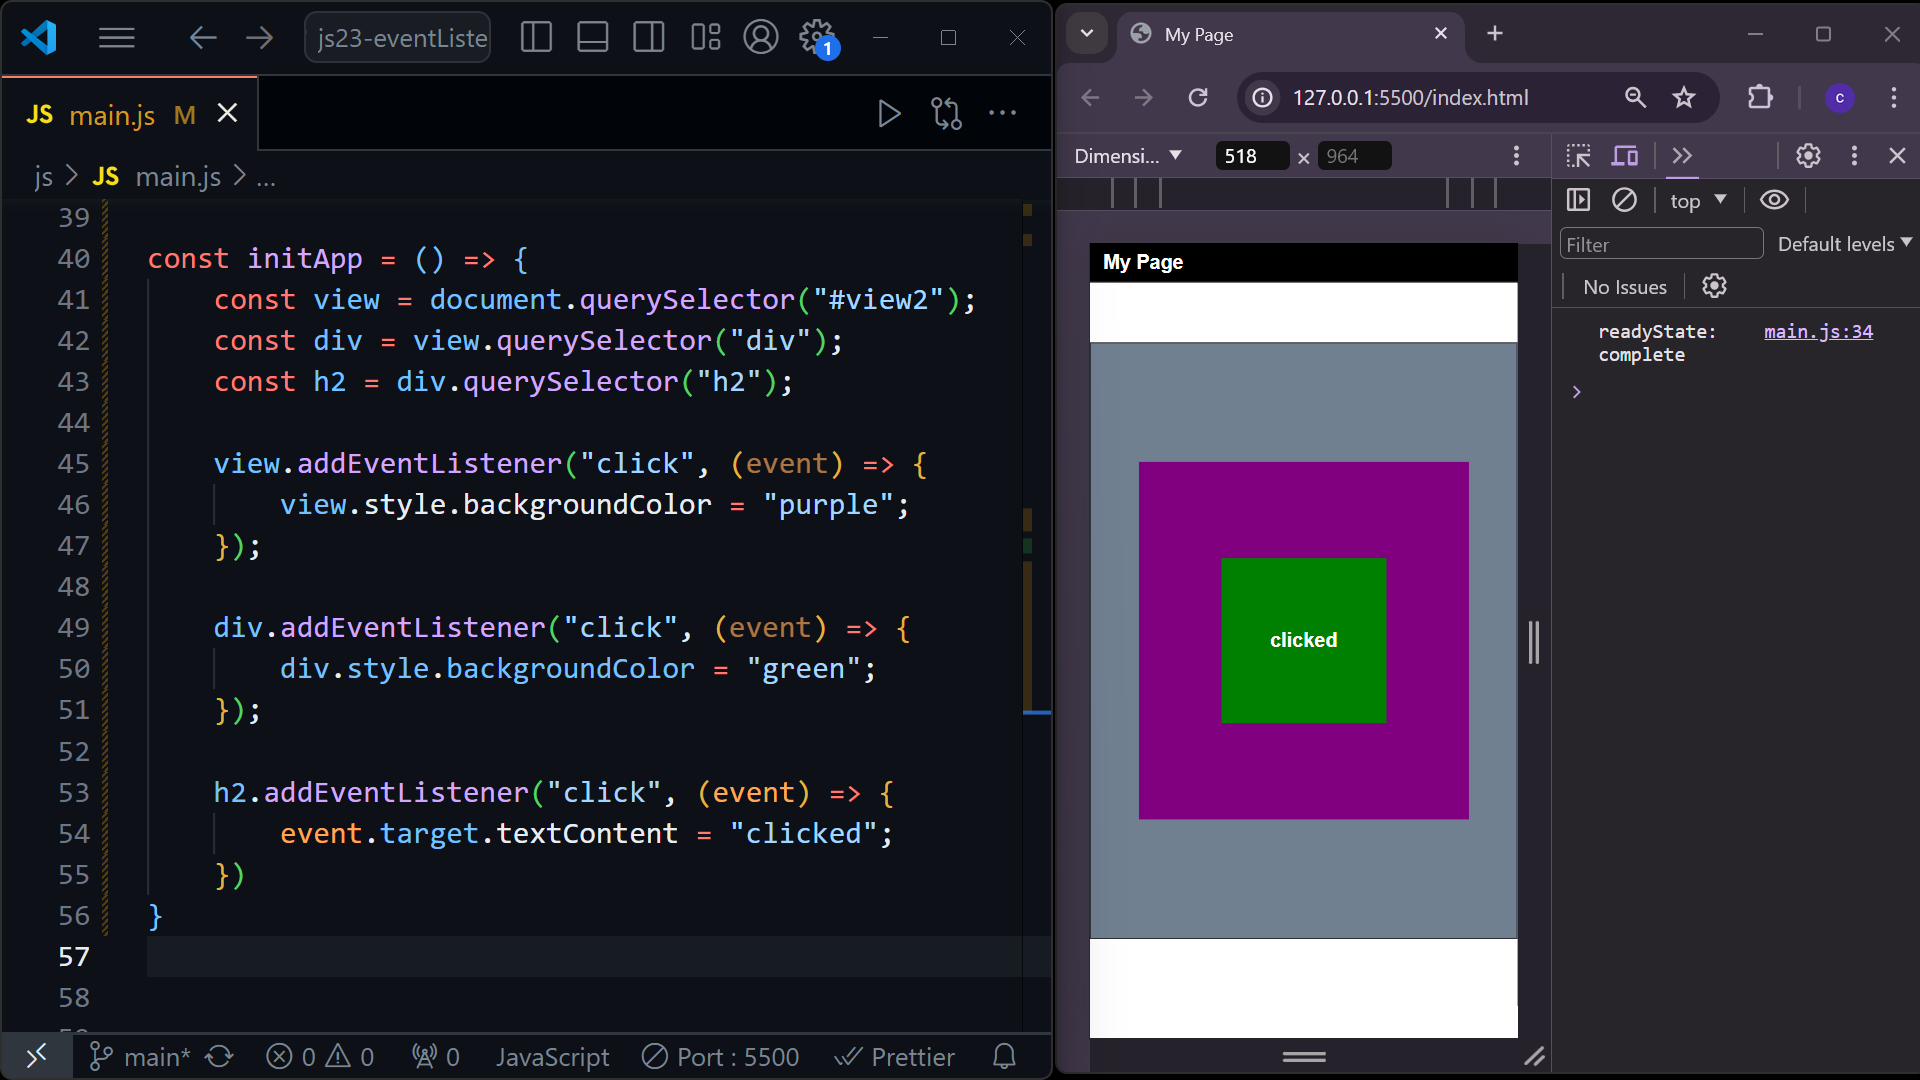 js23-eventListe
1
JS main.js M
js > JS main.js > ...
39
40 const initApp = () => {
41 const view = document.querySelector("#view2");
42 const div = view.querySelector("div");
43 const h2 = div.querySelector("h2");
44
45 view.addEventListener("click", (event) => {
46 view.style.backgroundColor = "purple";
47 });
48
49 div.addEventListener("click", (event) => {
50 div.style.backgroundColor = "green";
51 });
52
53 h2.addEventListener("click", (event) => {
54 event.target.textContent = "clicked";
55 })
56 }
57
58
main* 0 0 0 JavaScript Port : 5500 Prettier
My Page
127.0.0.1:5500/index.html
c
Dimensi... 518 × 964
top
Filter
Default levels
No Issues
readyState: main.js:34
complete
My Page
clicked